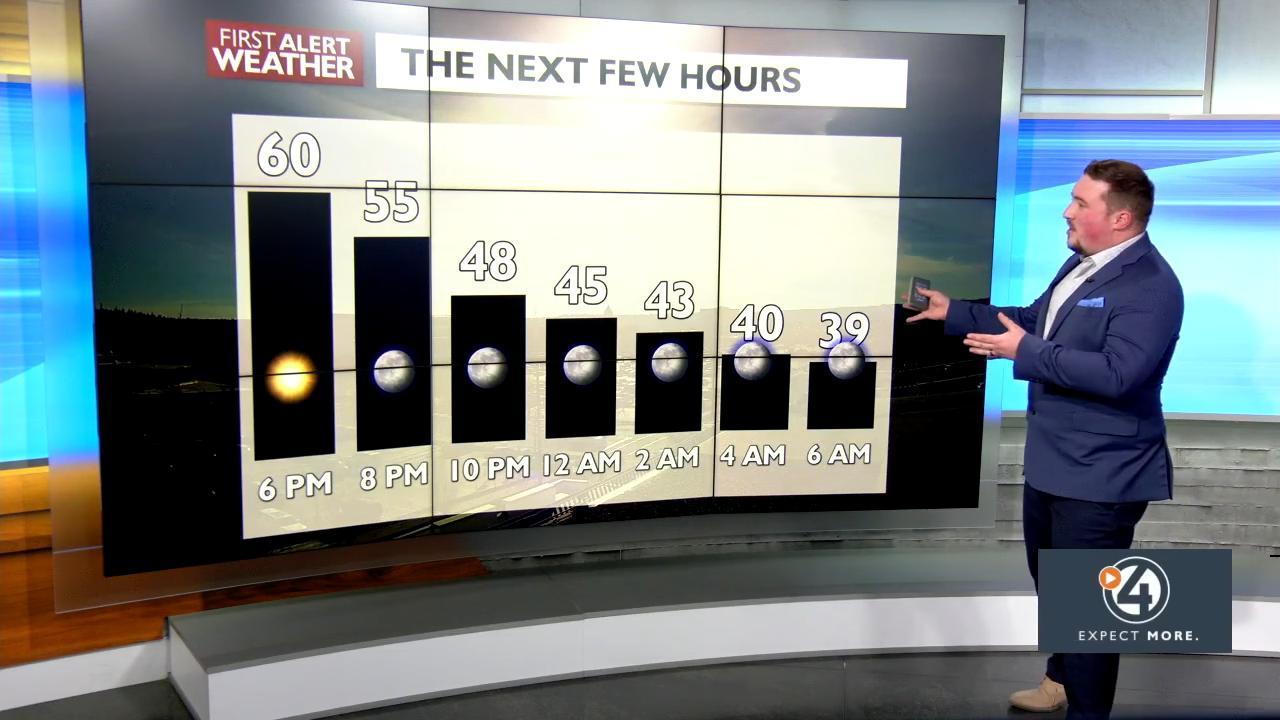 FIRST ALERT
WEATHER
THE NEXT FEW HOURS
60
55
48
45
43
40
39
6 PM
8 PM
10 PM
12 AM
2 AM
4 AM
6 AM
4
EXPECT MORE.